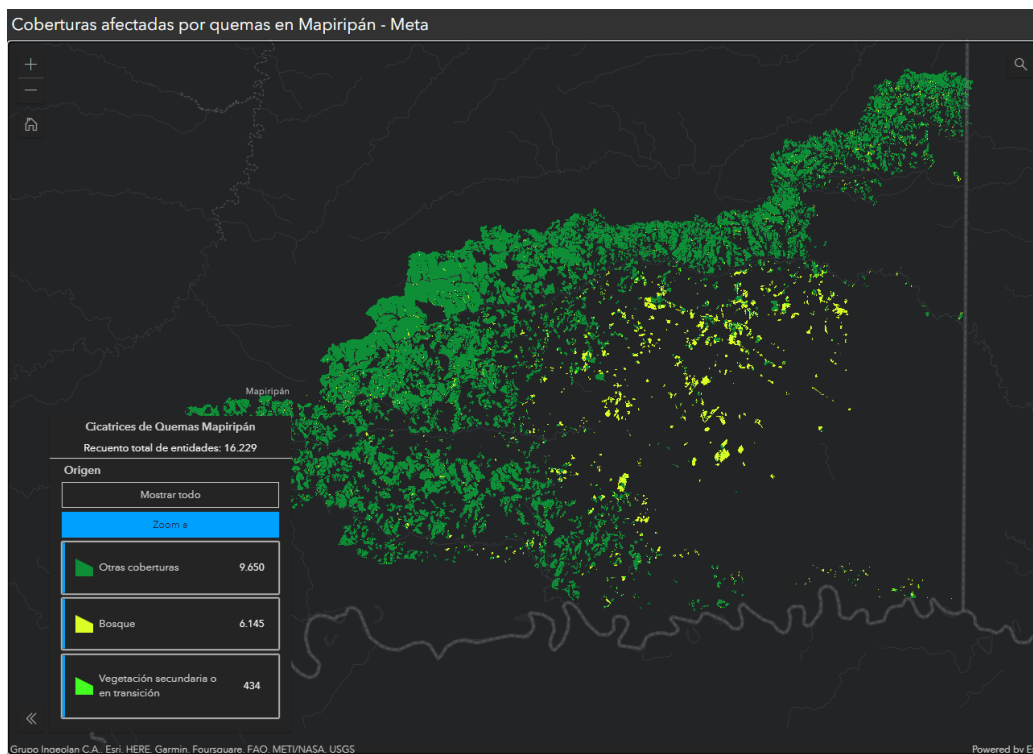 Coberturas afectadas por quemas en Mapiripán - Meta
Mapiripán
Cicatrices de Quemas Mapiripán
Recuento total de entidades: 16.229
Origen
Mostrar todo
Zoom a
Otras coberturas 9.650
Bosque 6.145
Vegetación secundaria o
en transición 434
Grupo Ingeolan C.A., Esri, HERE, Garmin, Foursquare, FAO, METI/NASA, USGS
Powered by E